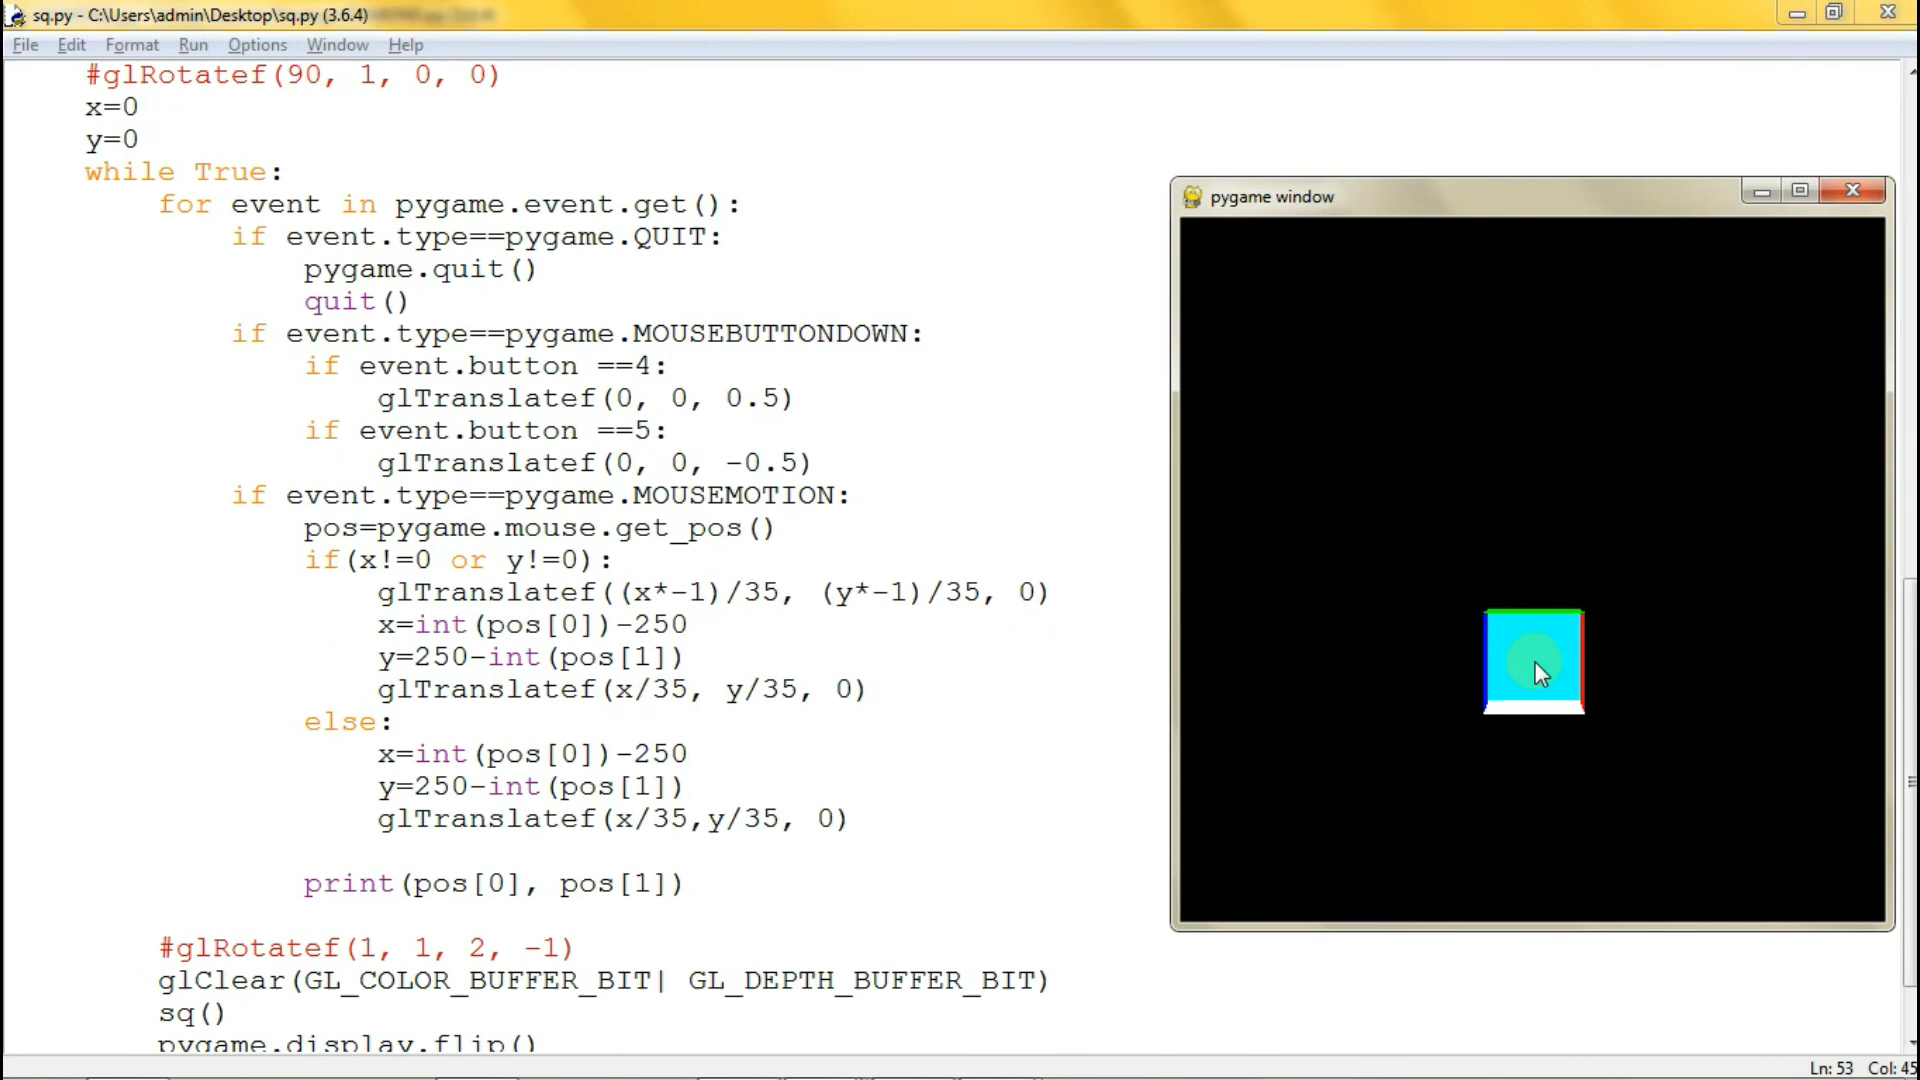 sq.py - C:\Users\admin\Desktop\sq.py (3.6.4)
File Edit Format Run Options Window Help
#glRotatef(90, 1, 0, 0)
x=0
y=0
while True:
for event in pygame.event.get():
if event.type==pygame.QUIT:
pygame.quit()
quit()
if event.type==pygame.MOUSEBUTTONDOWN:
if event.button ==4:
glTranslatef(0, 0, 0.5)
if event.button ==5:
glTranslatef(0, 0, -0.5)
if event.type==pygame.MOUSEMOTION:
pos=pygame.mouse.get_pos()
if(x!=0 or y!=0):
glTranslatef((x*-1)/35, (y*-1)/35, 0)
x=int(pos[0])-250
y=250-int(pos[1])
glTranslatef(x/35, y/35, 0)
else:
x=int(pos[0])-250
y=250-int(pos[1])
glTranslatef(x/35,y/35, 0)
print(pos[0], pos[1])
#glRotatef(1, 1, 2, -1)
glClear(GL_COLOR_BUFFER_BIT| GL_DEPTH_BUFFER_BIT)
sq()
pygame.display.flip()
pygame window
Ln: 53 Col: 45